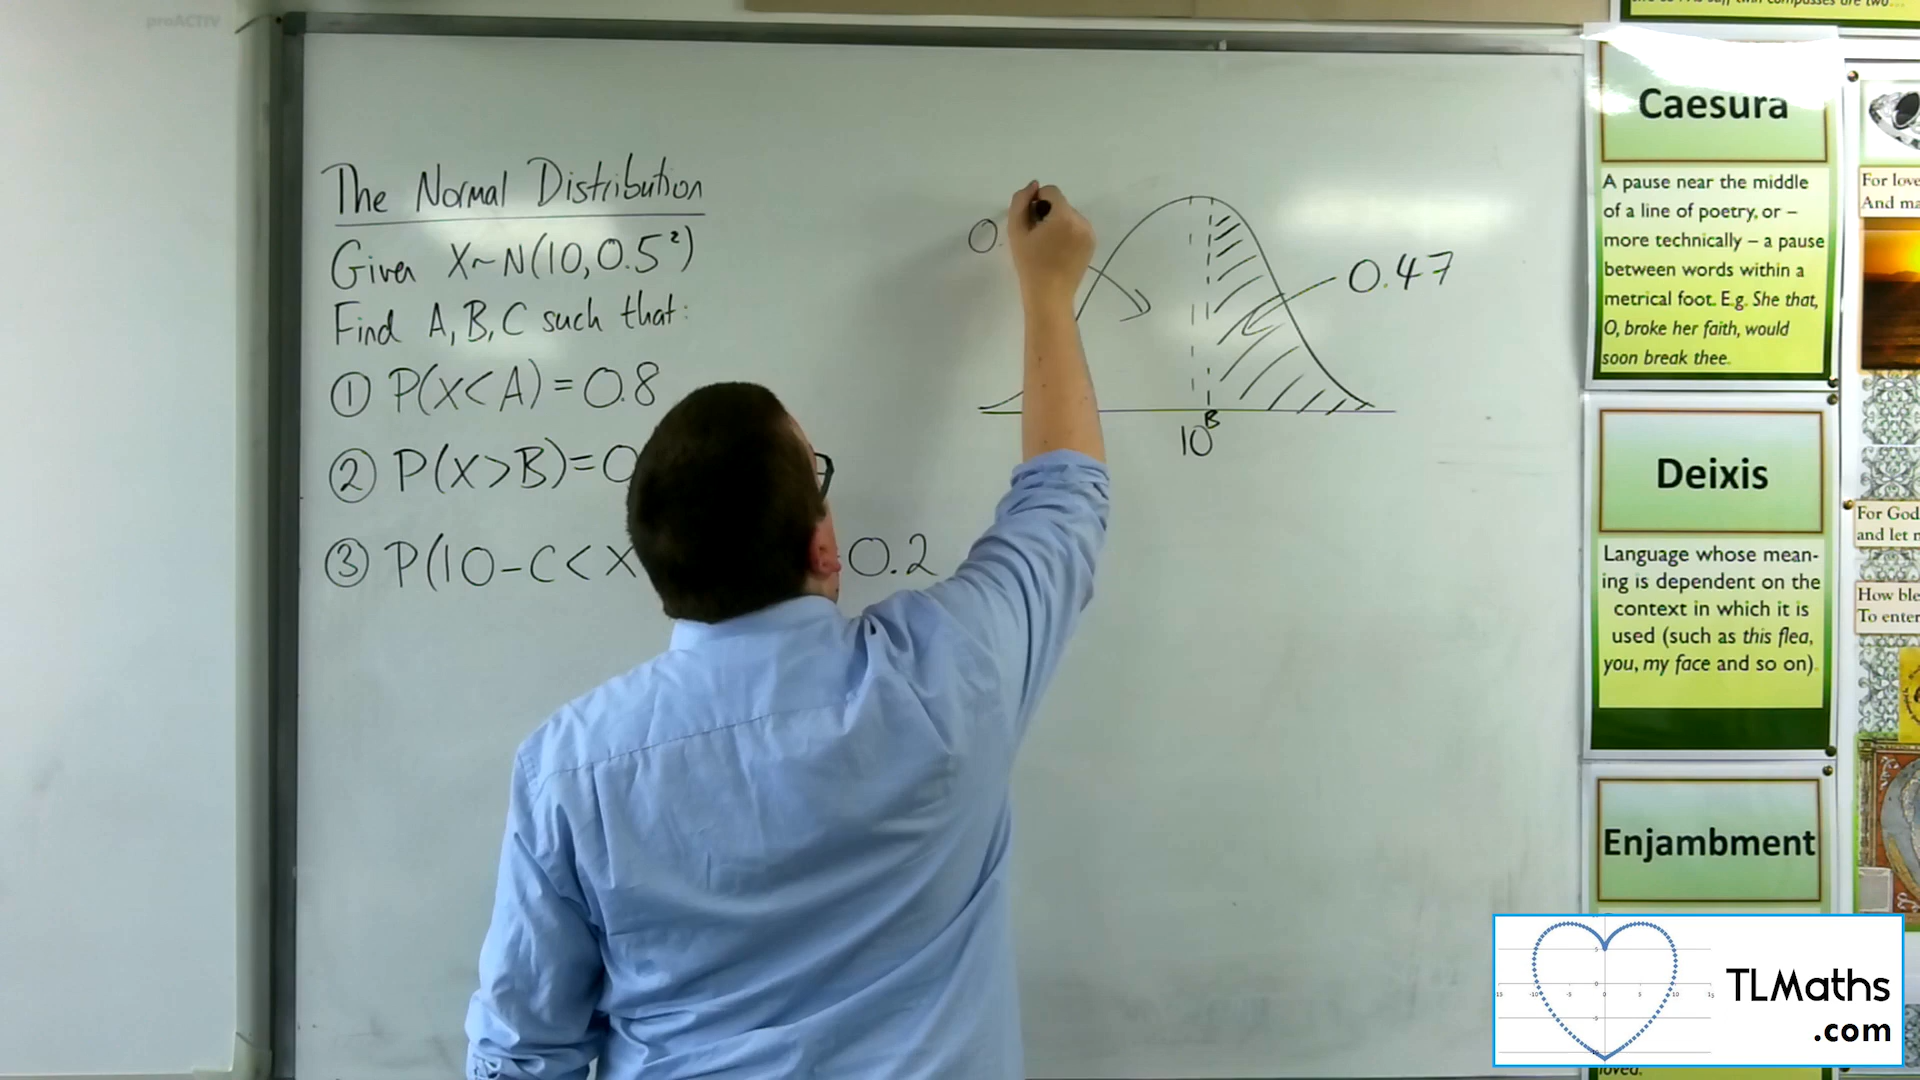 proACTIV
The Normal Distribution
Given X~N(10,0.5²)
Find A,B,C such that:
① P(X<A)=0.8
② P(X>B)=0
③ P(10-C<X =0.2
0.
0.47
B
10
Caesura
A pause near the middle
of a line of poetry, or –
more technically – a pause
between words within a
metrical foot. E.g. She that,
O, broke her faith, would
soon break thee.
Deixis
Language whose mean-
ing is dependent on the
context in which it is
used (such as this flea,
you, my face and so on).
Enjambment
loved.
For love
And ma
For God
and let
How ble
To enter
TLMaths
.com